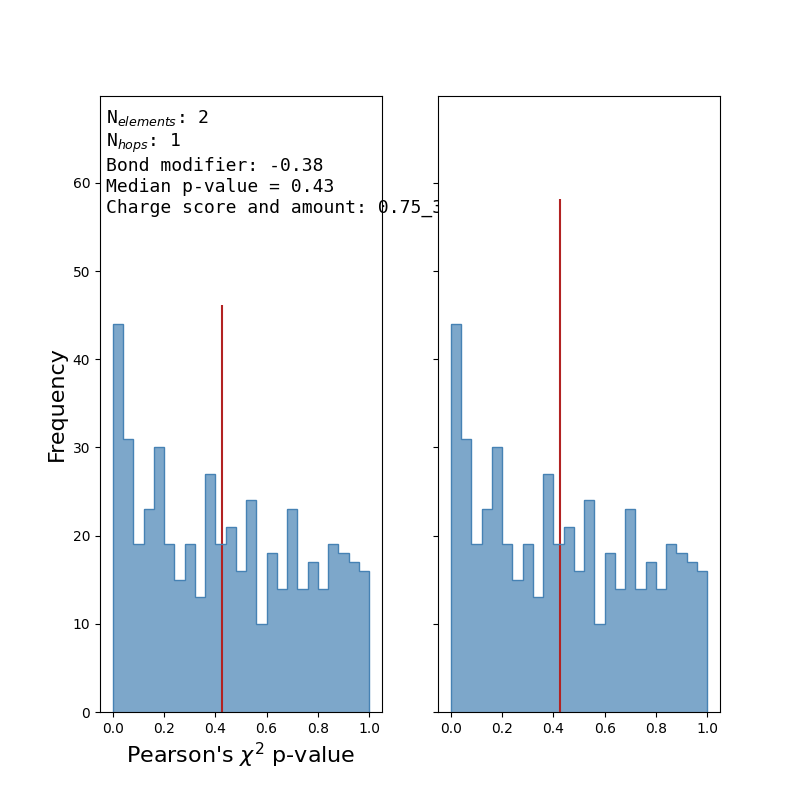 N_elements: 2
N_hops: 1
Bond modifier: -0.38
Median p-value = 0.43
Charge score and amount: 0.75_3
60
50
40
30
20
10
0
Frequency
0.0 0.2 0.4 0.6 0.8 1.0
0.0 0.2 0.4 0.6 0.8 1.0
Pearson's χ² p-value